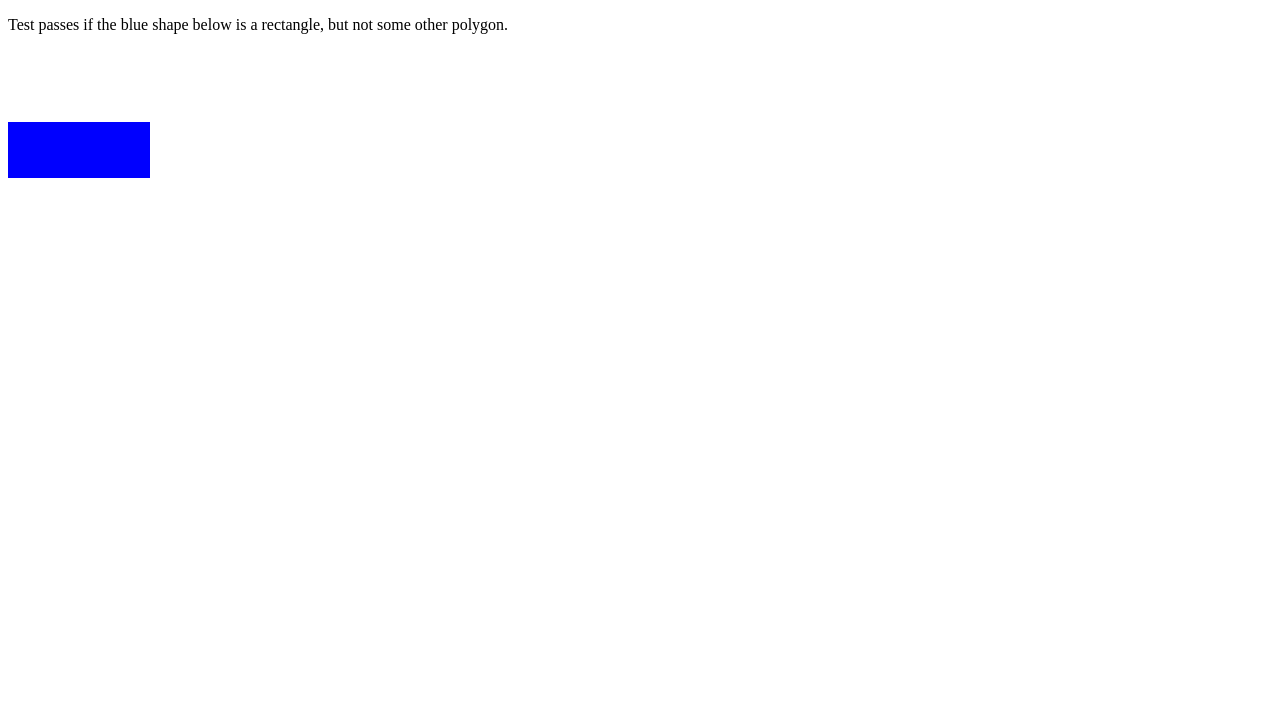 Test passes if the blue shape below is a rectangle, but not some other polygon.